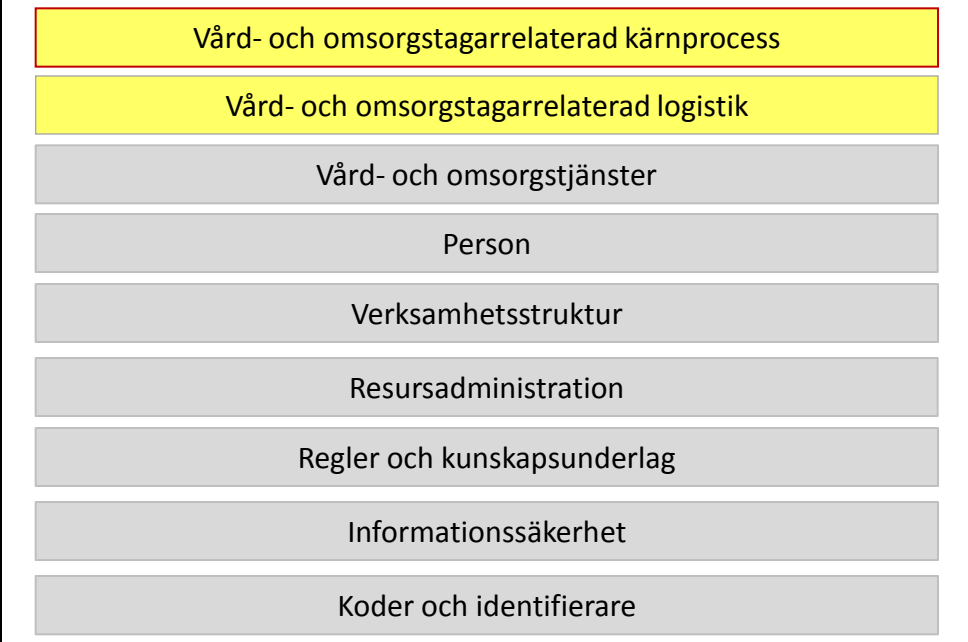 Vård- och omsorgstagarrelaterad kärnprocess
Vård- och omsorgstagarrelaterad logistik
Vård- och omsorgstjänster
Person
Verksamhetsstruktur
Resursadministration
Regler och kunskapsunderlag
Informationssäkerhet
Koder och identifierare